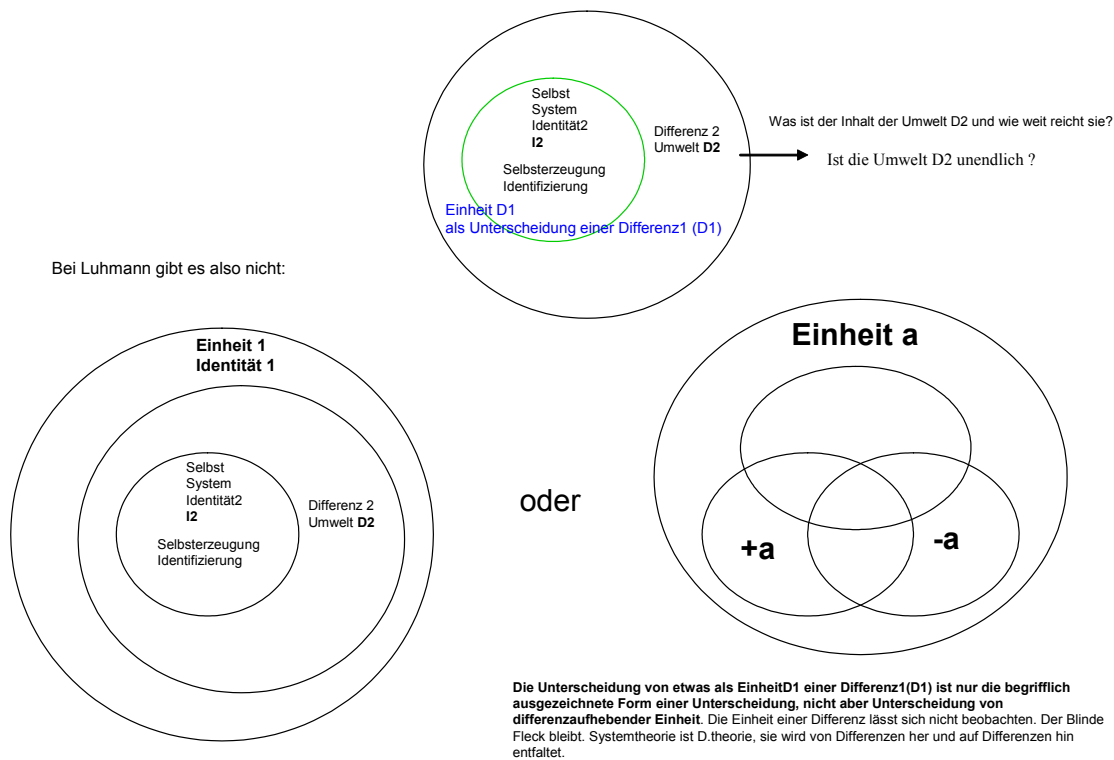 Selbst
System
Identität2
I2
Selbsterzeugung
Identifizierung
Differenz 2
Umwelt D2
Einheit D1
als Unterscheidung einer Differenz1 (D1)
Was ist der Inhalt der Umwelt D2 und wie weit reicht sie?
Ist die Umwelt D2 unendlich ?
Bei Luhmann gibt es also nicht:
Einheit 1
Identität 1
Selbst
System
Identität2
I2
Selbsterzeugung
Identifizierung
Differenz 2
Umwelt D2
oder
Einheit a
+a
-a
Die Unterscheidung von etwas als EinheitD1 einer Differenz1(D1) ist nur die begrifflich
ausgezeichnete Form einer Unterscheidung, nicht aber Unterscheidung von
differenzaufhebender Einheit. Die Einheit einer Differenz lässt sich nicht beobachten. Der Blinde
Fleck bleibt. Systemtheorie ist D.theorie, sie wird von Differenzen her und auf Differenzen hin
entfaltet.